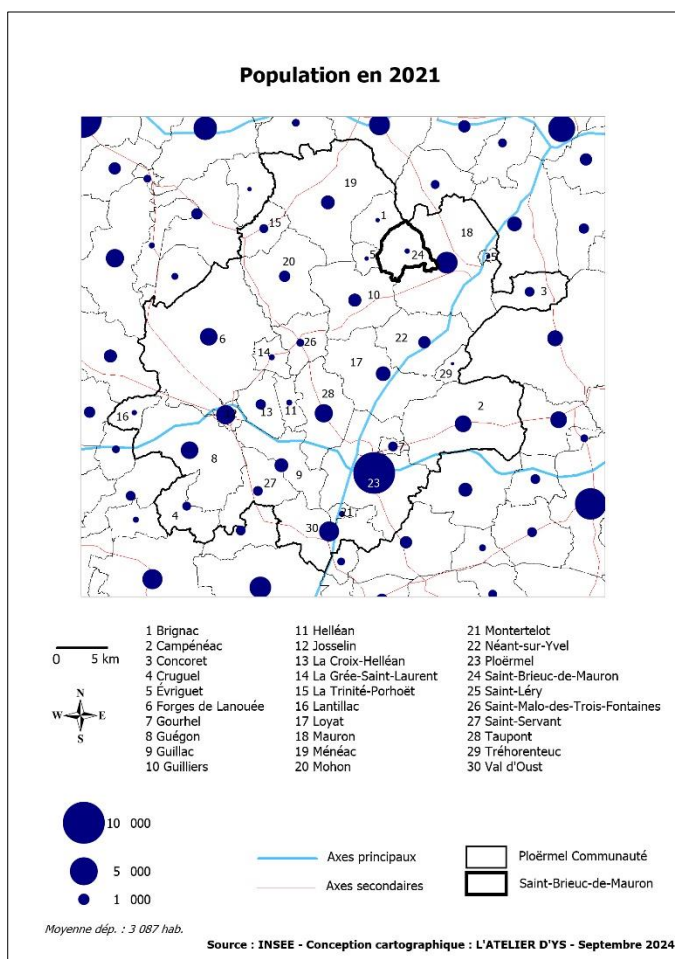 Population en 2021
19
1
18
15
24
5
25
20
10
3
6
26
22
14
17
29
28
16
13
11
2
7
8
9
23
27
4
21
30
0 5 km
N
W E
S
1 Brignac
2 Campénéac
3 Concoret
4 Cruguel
5 Évriguet
6 Forges de Lanouée
7 Gourhel
8 Guégon
9 Guillac
10 Guilliers
11 Helléan
12 Josselin
13 La Croix-Helléan
14 La Grée-Saint-Laurent
15 La Trinité-Porhoët
16 Lantillac
17 Loyat
18 Mauron
19 Ménéac
20 Mohon
21 Montertelot
22 Néant-sur-Yvel
23 Ploërmel
24 Saint-Brieuc-de-Mauron
25 Saint-Léry
26 Saint-Malo-des-Trois-Fontaines
27 Saint-Servant
28 Taupont
29 Tréhorenteuc
30 Val d'Oust
10 000
5 000
1 000
Axes principaux
Axes secondaires
Ploërmel Communauté
Saint-Brieuc-de-Mauron
Moyenne dép. : 3 087 hab.
Source : INSEE - Conception cartographique : L'ATELIER D'YS - Septembre 2024